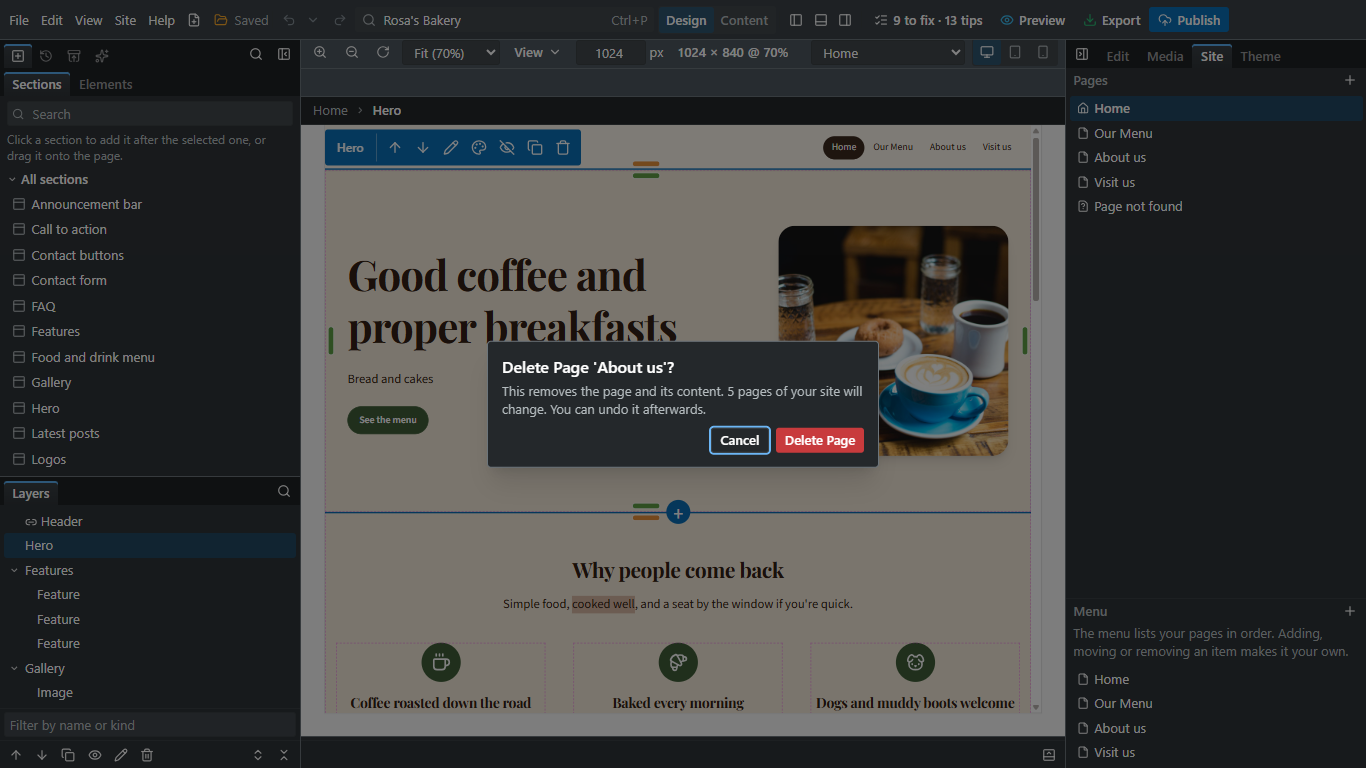 File Edit View Site Help Saved Rosa's Bakery Ctrl+P Design Content 9 to fix · 13 tips Preview Export Publish
Fit (70%) View 1024 px 1024 × 840 @ 70% Home
Edit Media Site Theme
Sections Elements
Search
Click a section to add it after the selected one, or
drag it onto the page.
All sections
Announcement bar
Call to action
Contact buttons
Contact form
FAQ
Features
Food and drink menu
Gallery
Hero
Latest posts
Logos
Layers
Header
Hero
Features
Feature
Feature
Feature
Gallery
Image
Filter by name or kind
Home › Hero
Hero
Home Our Menu About us Visit us
Good coffee and
proper breakfasts
Bread and cakes
See the menu
Delete Page 'About us'?
This removes the page and its content. 5 pages of your site will
change. You can undo it afterwards.
Cancel Delete Page
Why people come back
Simple food, cooked well, and a seat by the window if you're quick.
Coffee roasted down the road
Baked every morning
Dogs and muddy boots welcome
Pages
Home
Our Menu
About us
Visit us
Page not found
Menu
The menu lists your pages in order. Adding,
moving or removing an item makes it your own.
Home
Our Menu
About us
Visit us